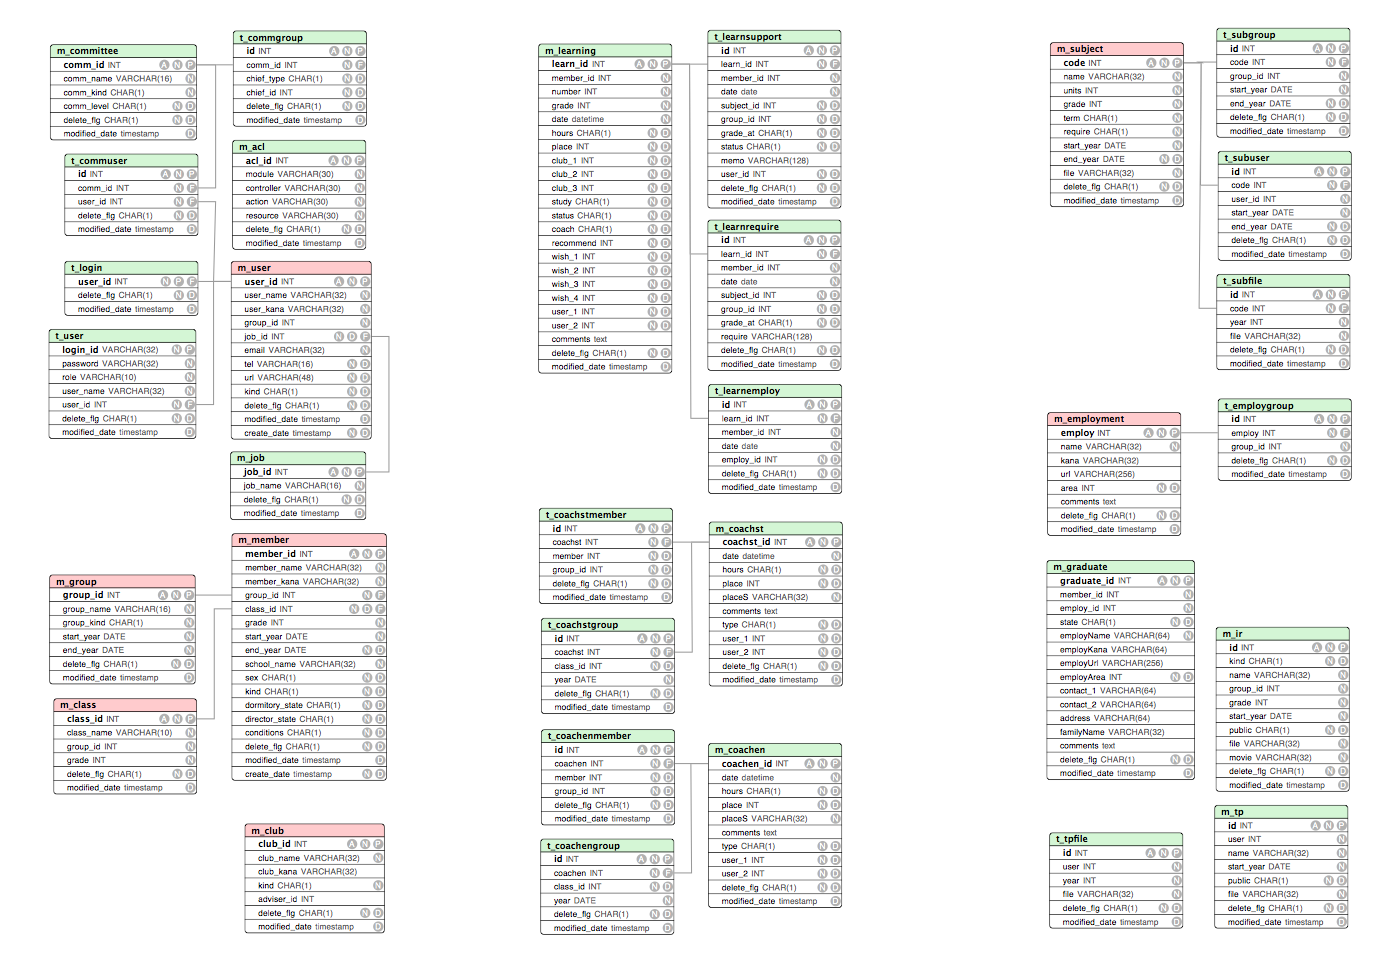 m_committee
comm_id INT A N P
comm_name VARCHAR(16) N
comm_kind CHAR(1) N
comm_level CHAR(1) N D
delete_flg CHAR(1) N D
modified_date timestamp D
t_commgroup
id INT A N P
comm_id INT N F
chief_type CHAR(1) N D
chief_id INT N D
delete_flg CHAR(1) N D
modified_date timestamp D
t_commuser
id INT A N P
comm_id INT N F
user_id INT N F
delete_flg CHAR(1) N D
modified_date timestamp D
m_acl
acl_id INT A N P
module VARCHAR(30) N
controller VARCHAR(30) N
action VARCHAR(30) N
resource VARCHAR(30) N
delete_flg CHAR(1) N D
modified_date timestamp D
t_login
user_id INT N P F
delete_flg CHAR(1) N D
modified_date timestamp D
m_user
user_id INT A N P
user_name VARCHAR(32) N
user_kana VARCHAR(32) N
group_id INT N
job_id INT N D F
email VARCHAR(32) N
tel VARCHAR(16) N D
url VARCHAR(48) N D
kind CHAR(1) N D
delete_flg CHAR(1) N D
modified_date timestamp D
create_date timestamp N D
t_user
login_id VARCHAR(32) N P
password VARCHAR(32) N
role VARCHAR(10) N
user_name VARCHAR(32) N
user_id INT N F
delete_flg CHAR(1) N D
modified_date timestamp D
m_job
job_id INT A N P
job_name VARCHAR(16) N
delete_flg CHAR(1) N D
modified_date timestamp D
m_member
member_id INT A N P
member_name VARCHAR(32) N
member_kana VARCHAR(32) N
group_id INT N F
class_id INT N D F
grade INT N
start_year DATE N
end_year DATE N D
school_name VARCHAR(32) N
sex CHAR(1) N D
kind CHAR(1) N D
dormitory_state CHAR(1) N D
director_state CHAR(1) N D
conditions CHAR(1) N D
delete_flg CHAR(1) N D
modified_date timestamp D
create_date timestamp N D
m_group
group_id INT A N P
group_name VARCHAR(16) N
group_kind CHAR(1) N
start_year DATE N
end_year DATE N D
delete_flg CHAR(1) N D
modified_date timestamp D
m_class
class_id INT A N P
class_name VARCHAR(10) N
group_id INT N
grade INT N
delete_flg CHAR(1) N D
modified_date timestamp D
m_club
club_id INT A N P
club_name VARCHAR(32) N
club_kana VARCHAR(32)
kind CHAR(1) N
adviser_id INT
delete_flg CHAR(1) N D
modified_date timestamp D
m_learning
learn_id INT A N P
member_id INT N
number INT N
grade INT N
date datetime N
hours CHAR(1) N D
place INT N D
club_1 INT N D
club_2 INT N D
club_3 INT N D
study CHAR(1) N D
status CHAR(1) N D
coach CHAR(1) N D
recommend INT N D
wish_1 INT N D
wish_2 INT N D
wish_3 INT N D
wish_4 INT N D
user_1 INT N D
user_2 INT N D
comments text
delete_flg CHAR(1) N D
modified_date timestamp D
t_learnsupport
id INT A N P
learn_id INT N F
member_id INT N
date date N
subject_id INT N D
group_id INT N D
grade_at CHAR(1) N D
status CHAR(1) N D
memo VARCHAR(128)
user_id INT N D
delete_flg CHAR(1) N D
modified_date timestamp D
t_learnrequire
id INT A N P
learn_id INT N F
member_id INT N
date date N
subject_id INT N D
group_id INT N D
grade_at CHAR(1) N D
require VARCHAR(128)
delete_flg CHAR(1) N D
modified_date timestamp D
t_learnemploy
id INT A N P
learn_id INT N F
member_id INT N
date date N
employ_id INT N D
delete_flg CHAR(1) N D
modified_date timestamp D
t_coachstmember
id INT A N P
coachst INT N F
member INT N D
group_id INT N D
delete_flg CHAR(1) N D
modified_date timestamp D
m_coachst
coachst_id INT A N P
date datetime N
hours CHAR(1) N D
place INT N D
placeS VARCHAR(32) N
comments text
type CHAR(1) N D
user_1 INT N D
user_2 INT N D
delete_flg CHAR(1) N D
modified_date timestamp D
t_coachstgroup
id INT A N P
coachst INT N F
class_id INT N D
year DATE N
delete_flg CHAR(1) N D
modified_date timestamp D
t_coachenmember
id INT A N P
coachen INT N F
member INT N D
group_id INT N D
delete_flg CHAR(1) N D
modified_date timestamp D
m_coachen
coachen_id INT A N P
date datetime N
hours CHAR(1) N D
place INT N D
placeS VARCHAR(32) N
comments text
type CHAR(1) N D
user_1 INT N D
user_2 INT N D
delete_flg CHAR(1) N D
modified_date timestamp D
t_coachengroup
id INT A N P
coachen INT N F
class_id INT N D
year DATE N
delete_flg CHAR(1) N D
modified_date timestamp D
m_subject
code INT A N P
name VARCHAR(32) N
units INT N
grade INT N
term CHAR(1) N
require CHAR(1) N
start_year DATE N
end_year DATE N D
file VARCHAR(32) N
delete_flg CHAR(1) N D
modified_date timestamp D
t_subgroup
id INT A N P
code INT N F
group_id INT N
start_year DATE N
end_year DATE N D
delete_flg CHAR(1) N D
modified_date timestamp D
t_subuser
id INT A N P
code INT N F
user_id INT N
start_year DATE N
end_year DATE N D
delete_flg CHAR(1) N D
modified_date timestamp D
t_subfile
id INT A N P
code INT N F
year INT N
file VARCHAR(32) N
delete_flg CHAR(1) N D
modified_date timestamp D
m_employment
employ INT A N P
name VARCHAR(32) N
kana VARCHAR(32)
url VARCHAR(256)
area INT N D
comments text
delete_flg CHAR(1) N D
modified_date timestamp D
t_employgroup
id INT A N P
employ INT N F
group_id INT N
delete_flg CHAR(1) N D
modified_date timestamp D
m_graduate
graduate_id INT A N P
member_id INT N
employ_id INT N
state CHAR(1) N D
employName VARCHAR(64) N
employKana VARCHAR(64)
employUrl VARCHAR(256)
employArea INT N D
contact_1 VARCHAR(64)
contact_2 VARCHAR(64)
address VARCHAR(64)
familyName VARCHAR(32)
comments text
delete_flg CHAR(1) N D
modified_date timestamp D
m_ir
id INT A N P
kind CHAR(1) N D
name VARCHAR(32) N
group_id INT N
grade INT N
start_year DATE N
public CHAR(1) N D
file VARCHAR(32) N
movie VARCHAR(32) N
delete_flg CHAR(1) N D
modified_date timestamp D
t_tpfile
id INT A N P
user INT N
year INT N
file VARCHAR(32) N
delete_flg CHAR(1) N D
modified_date timestamp D
m_tp
id INT A N P
user INT N
name VARCHAR(32) N
start_year DATE N
public CHAR(1) N D
file VARCHAR(32) N
delete_flg CHAR(1) N D
modified_date timestamp D